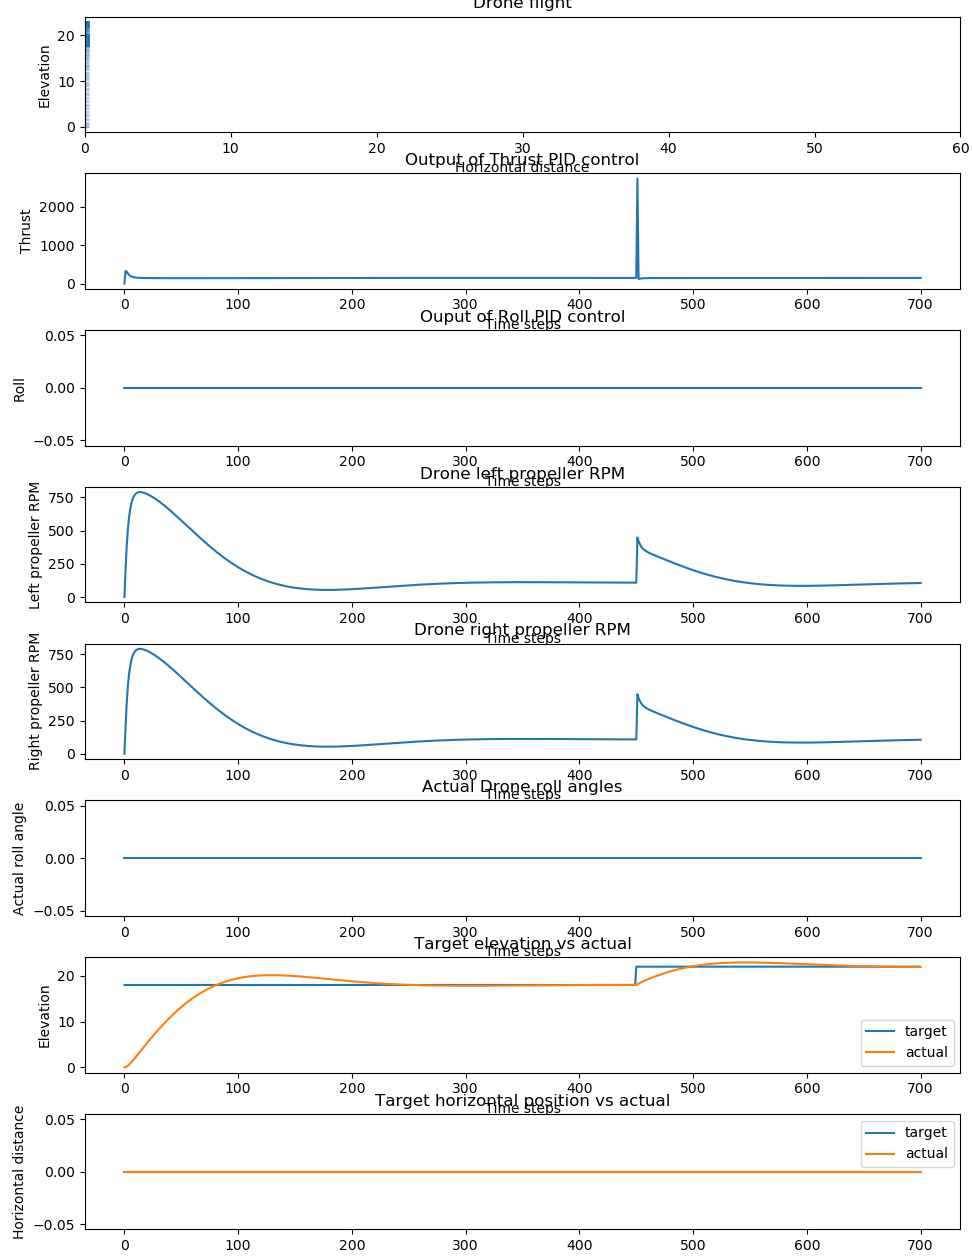 Drone flight
Elevation
20
10
0
0 10 20 30 40 50 60
Horizontal distance
Output of Thrust PID control
Thrust
2000
1000
0
0 100 200 300 400 500 600 700
Time steps
Ouput of Roll PID control
Roll
0.05
0.00
−0.05
0 100 200 300 400 500 600 700
Time steps
Drone left propeller RPM
Left propeller RPM
750
500
250
0
0 100 200 300 400 500 600 700
Time steps
Drone right propeller RPM
Right propeller RPM
750
500
250
0
0 100 200 300 400 500 600 700
Time steps
Actual Drone roll angles
Actual roll angle
0.05
0.00
−0.05
0 100 200 300 400 500 600 700
Time steps
Target elevation vs actual
Elevation
20
10
0
target
actual
0 100 200 300 400 500 600 700
Time steps
Target horizontal position vs actual
Horizontal distance
0.05
0.00
−0.05
target
actual
0 100 200 300 400 500 600 700